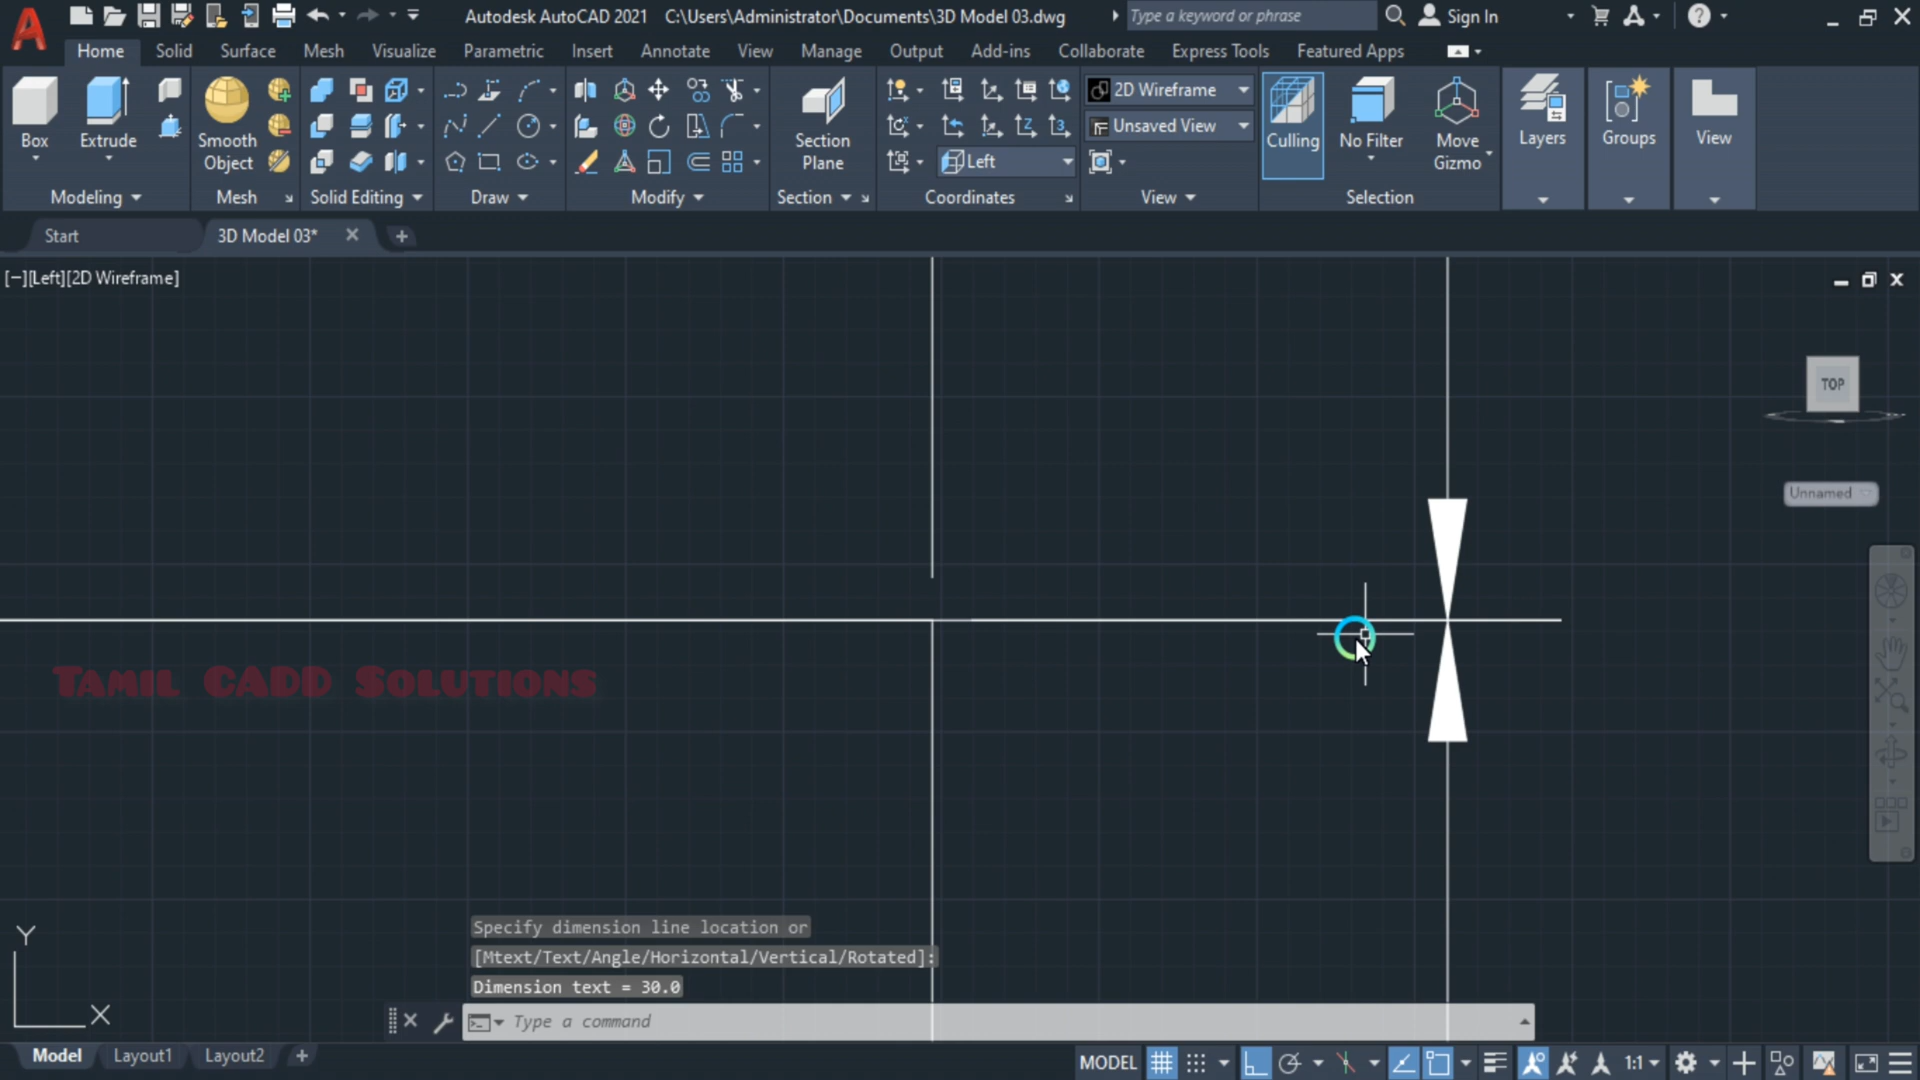 Autodesk AutoCAD 2021 C:\Users\Administrator\Documents\3D Model 03.dwg
Type a keyword or phrase
Sign In
Home Solid Surface Mesh Visualize Parametric Insert Annotate View Manage Output Add-ins Collaborate Express Tools Featured Apps
Box
Extrude
Smooth
Object
Section
Plane
Left
2D Wireframe
Unsaved View
Culling
No Filter
Move
Gizmo
Layers
Groups
View
Modeling Mesh Solid Editing Draw Modify Section Coordinates View Selection
Start
3D Model 03*
[−][Left][2D Wireframe]
TOP
Unnamed
Tamil CADD Solutions
Y
X
Specify dimension line location or
[Mtext/Text/Angle/Horizontal/Vertical/Rotated]:
Dimension text = 30.0
Type a command
Model Layout1 Layout2
MODEL
1:1